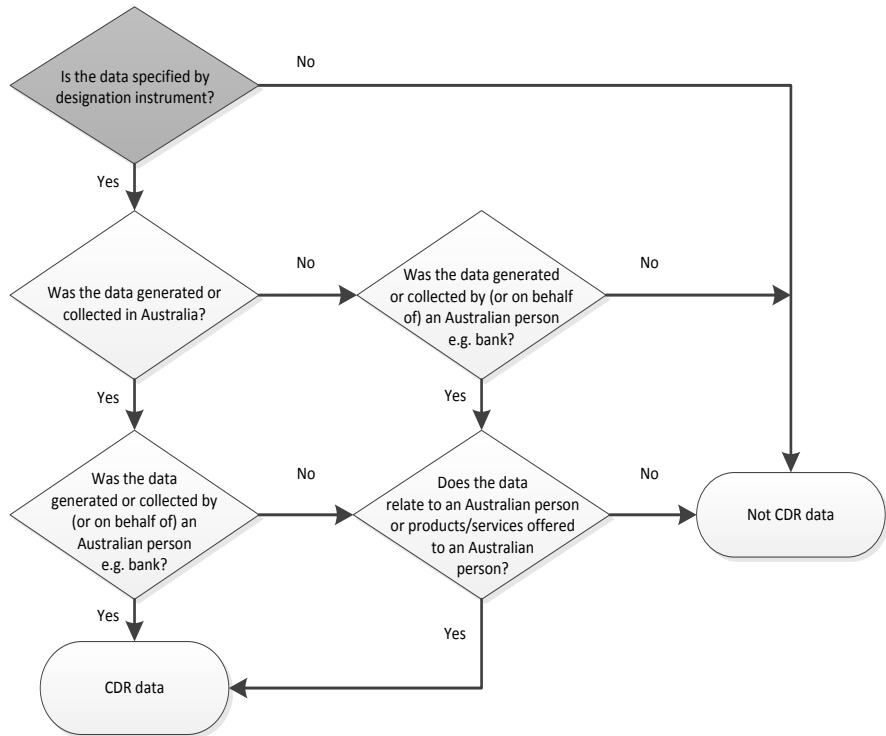 Is the data specified by
designation instrument?
No
Yes
Was the data generated or
collected in Australia?
No
Was the data generated
or collected by (or on behalf
of) an Australian person
e.g. bank?
No
Yes
Yes
Was the data
generated or collected by
(or on behalf of) an
Australian person
e.g. bank?
No
Does the data
relate to an Australian person
or products/services offered
to an Australian
person?
No
Not CDR data
Yes
Yes
CDR data